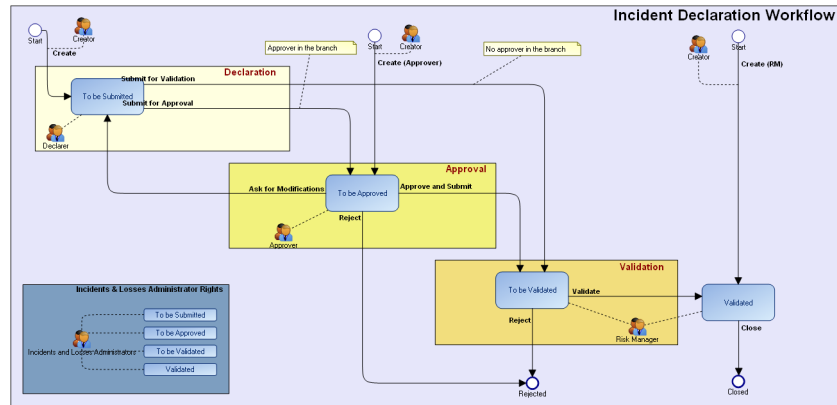 Incident Declaration Workflow
Start
Creator
Create
Approver in the branch
Start
Creator
Create (Approver)
No approver in the branch
Creator
Start
Create (RM)
Declaration
Submit for Validation
To be Submitted
Submit for Approval
Declarer
Approval
Ask for Modifications
To be Approved
Approve and Submit
Reject
Approver
Validation
To be Validated
Validate
Reject
Risk Manager
Validated
Close
Incidents & Losses Administrator Rights
To be Submitted
To be Approved
Incidents and Losses Administrators
To be Validated
Validated
Rejected
Closed